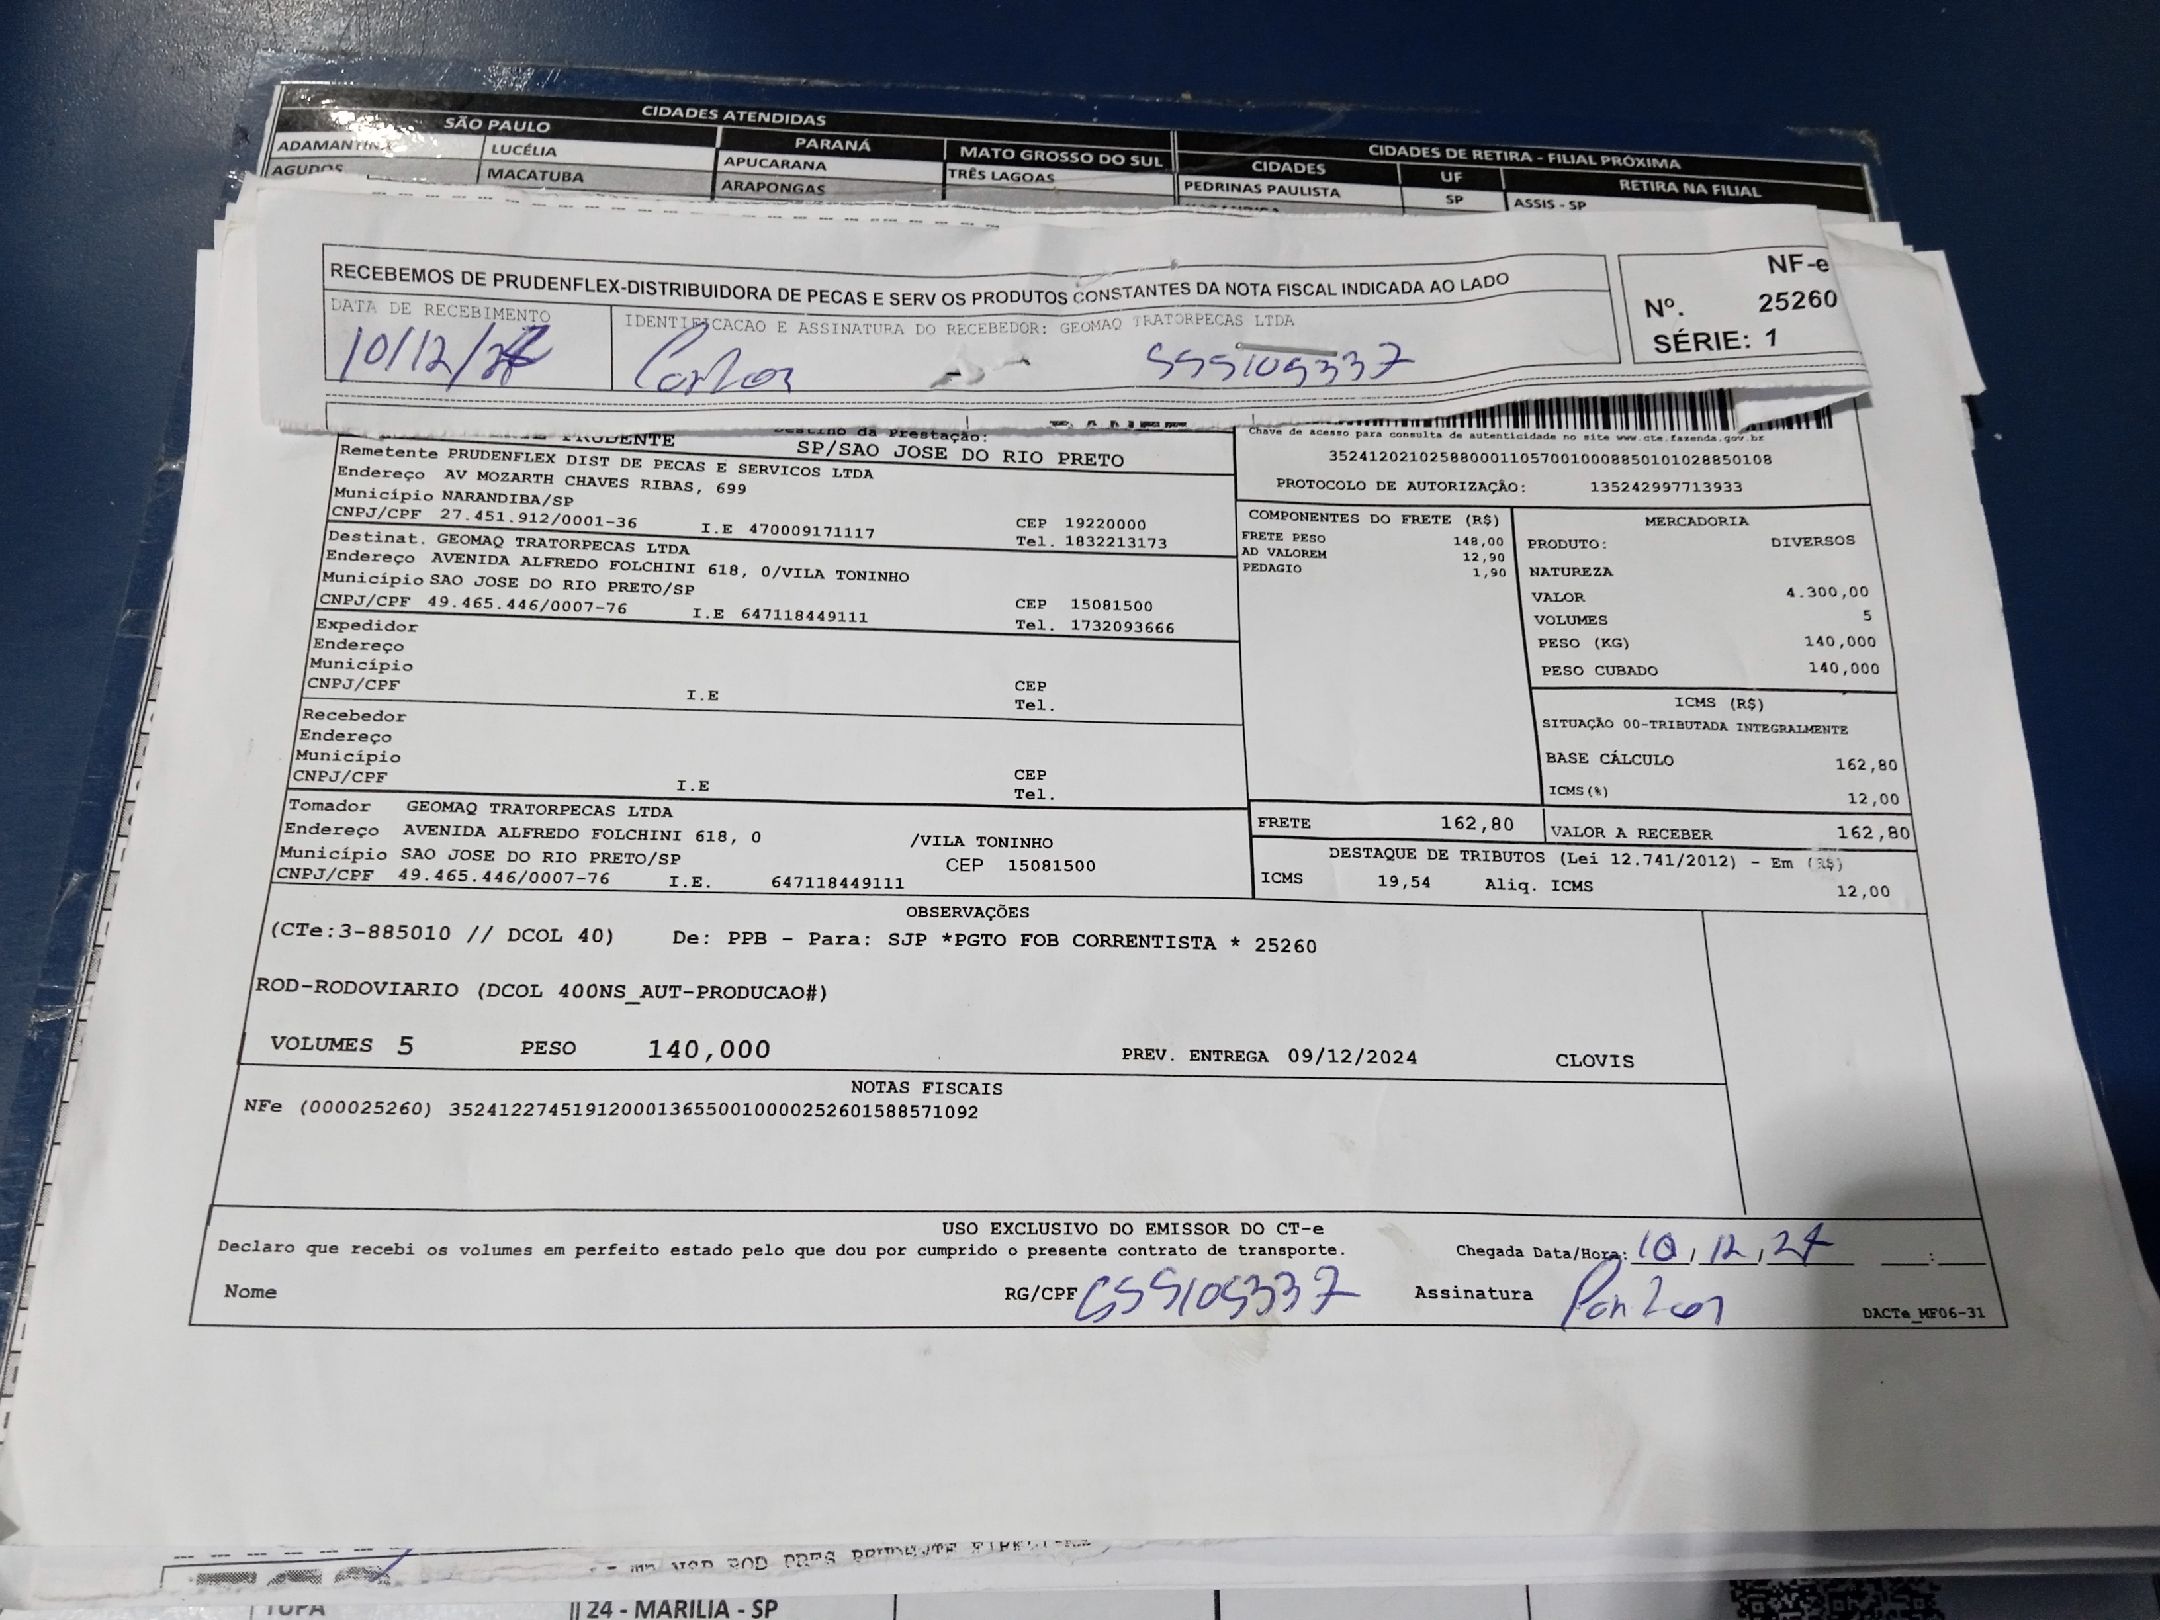 CIDADES ATENDIDAS
SÃO PAULO PARANÁ MATO GROSSO DO SUL CIDADES DE RETIRA - FILIAL PRÓXIMA
CIDADES UF RETIRA NA FILIAL
ADAMANTINA LUCÉLIA APUCARANA TRÊS LAGOAS PEDRINAS PAULISTA SP ASSIS - SP
AGUDOS MACATUBA ARAPONGAS
RECEBEMOS DE PRUDENFLEX-DISTRIBUIDORA DE PECAS E SERV OS PRODUTOS CONSTANTES DA NOTA FISCAL INDICADA AO LADO
NF-e
Nº. 25260
SÉRIE: 1
DATA DE RECEBIMENTO
IDENTIFICACAO E ASSINATURA DO RECEBEDOR: GEOMAQ TRATORPECAS LTDA
10/12/24 Carlos 555105337
PRUDENTE
Destino da Prestação:
SP/SAO JOSE DO RIO PRETO
Remetente PRUDENFLEX DIST DE PECAS E SERVICOS LTDA
Endereço AV MOZARTH CHAVES RIBAS, 699
Município NARANDIBA/SP CEP 19220000
CNPJ/CPF 27.451.912/0001-36 I.E 470009171117 Tel. 1832213173
Destinat. GEOMAQ TRATORPECAS LTDA
Endereço AVENIDA ALFREDO FOLCHINI 618, 0/VILA TONINHO
Município SAO JOSE DO RIO PRETO/SP CEP 15081500
CNPJ/CPF 49.465.446/0007-76 I.E 647118449111 Tel. 1732093666
Expedidor
Endereço
Município CEP
CNPJ/CPF I.E Tel.
Recebedor
Endereço
Município CEP
CNPJ/CPF I.E Tel.
Tomador GEOMAQ TRATORPECAS LTDA
Endereço AVENIDA ALFREDO FOLCHINI 618, 0 /VILA TONINHO
Município SAO JOSE DO RIO PRETO/SP CEP 15081500
CNPJ/CPF 49.465.446/0007-76 I.E. 647118449111
Chave de acesso para consulta de autenticidade no site www.cte.fazenda.gov.br
35241202102588000110570010008850101028850108
PROTOCOLO DE AUTORIZAÇÃO: 135242997713933
COMPONENTES DO FRETE (R$)
FRETE PESO 148,00
AD VALOREM 12,90
PEDAGIO 1,90
MERCADORIA
PRODUTO: DIVERSOS
NATUREZA
VALOR 4.300,00
VOLUMES 5
PESO (KG) 140,000
PESO CUBADO 140,000
ICMS (R$)
SITUAÇÃO 00-TRIBUTADA INTEGRALMENTE
BASE CÁLCULO 162,80
ICMS(%) 12,00
FRETE 162,80 VALOR A RECEBER 162,80
DESTAQUE DE TRIBUTOS (Lei 12.741/2012) - Em (R$)
ICMS 19,54 Aliq. ICMS 12,00
OBSERVAÇÕES
(CTe:3-885010 // DCOL 40) De: PPB - Para: SJP *PGTO FOB CORRENTISTA * 25260
ROD-RODOVIARIO (DCOL 400NS_AUT-PRODUCAO#)
VOLUMES 5 PESO 140,000 PREV. ENTREGA 09/12/2024 CLOVIS
NOTAS FISCAIS
NFe (000025260) 35241227451912000136550010000252601588571092
USO EXCLUSIVO DO EMISSOR DO CT-e
Declaro que recebi os volumes em perfeito estado pelo que dou por cumprido o presente contrato de transporte. Chegada Data/Hora: 10/12/24 :
Nome RG/CPF 555105337 Assinatura Carlos
DACTe_MF06-31
ROD PRES PRUDENTE
TUPA 24 - MARILIA - SP